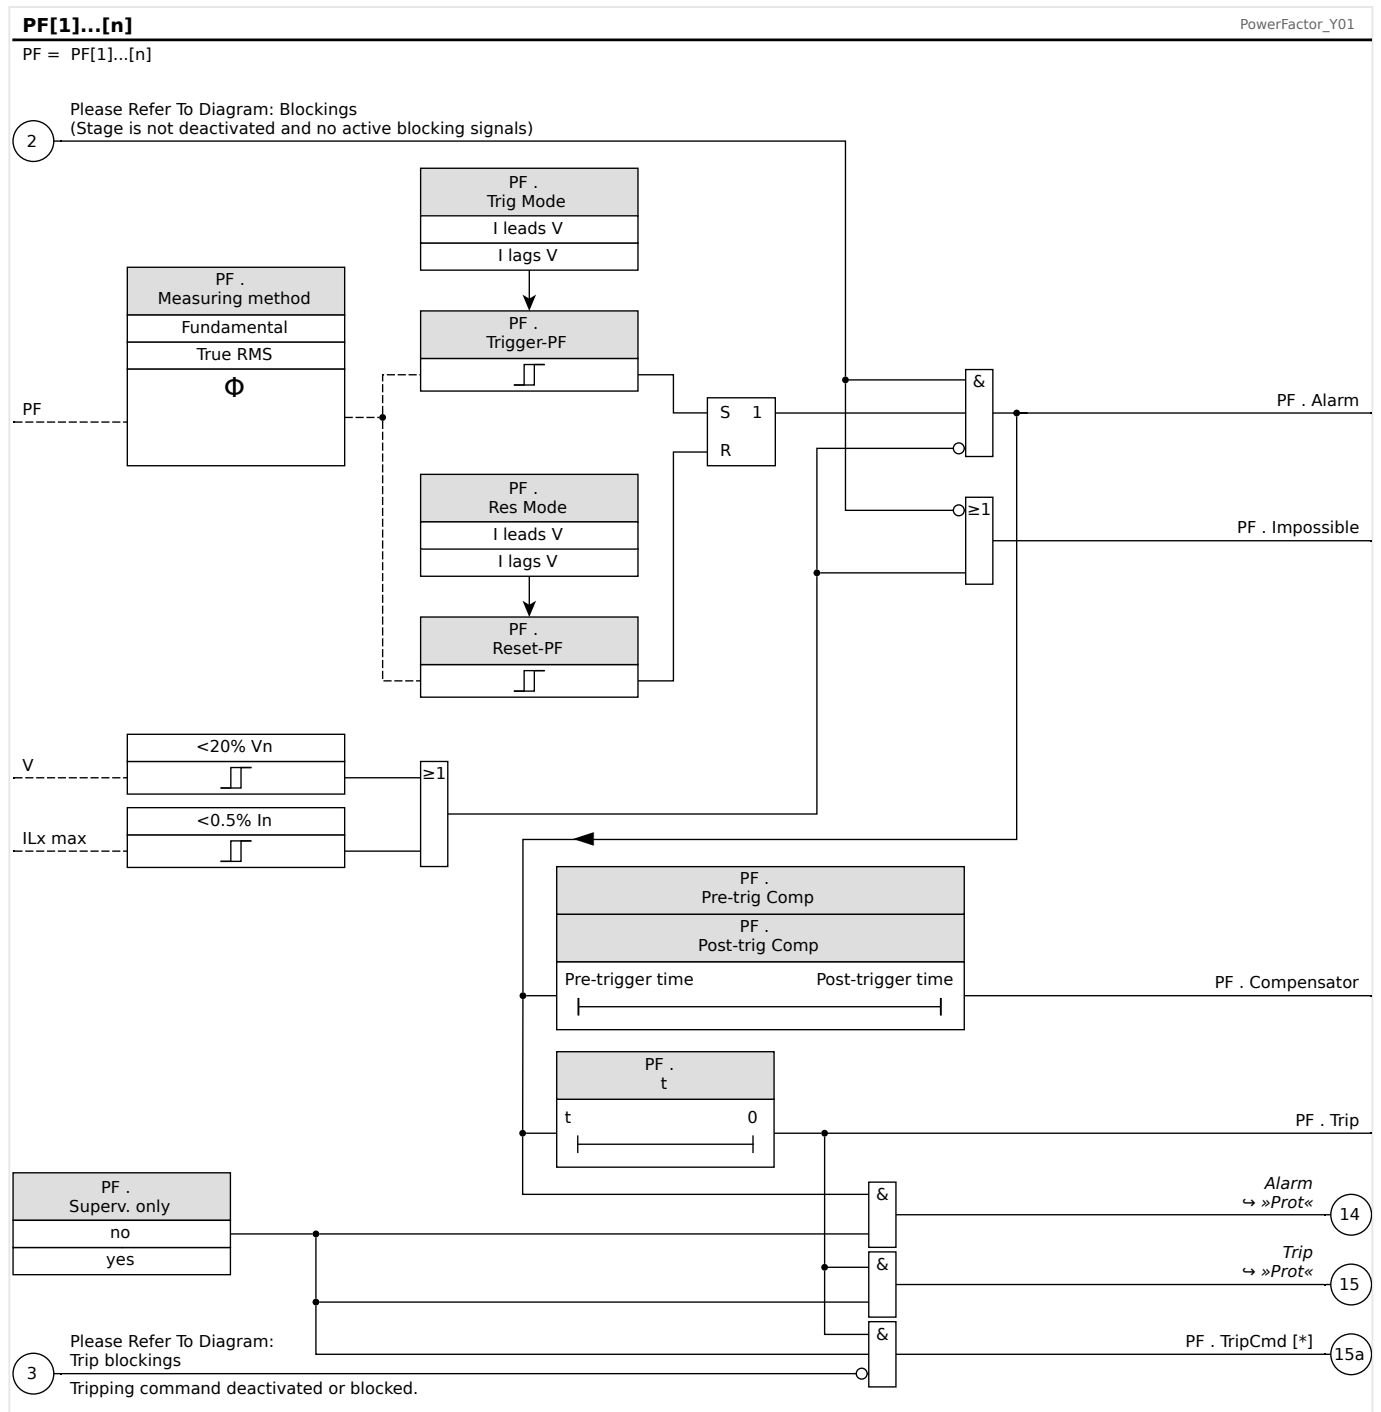 PF[1]...[n]
PowerFactor_Y01
PF = PF[1]...[n]
Please Refer To Diagram: Blockings
(Stage is not deactivated and no active blocking signals)
2
PF .
Trig Mode
I leads V
I lags V
PF .
Measuring method
Fundamental
True RMS
Φ
PF
PF .
Trigger-PF
S 1
R
&
PF . Alarm
PF .
Res Mode
I leads V
I lags V
≥1
PF . Impossible
PF .
Reset-PF
V
<20% Vn
≥1
ILx max
<0.5% In
PF .
Pre-trig Comp
PF .
Post-trig Comp
Pre-trigger time Post-trigger time
PF . Compensator
PF .
t
t 0
PF . Trip
PF .
Superv. only
no
yes
&
Alarm
↪ »Prot«
14
&
Trip
↪ »Prot«
15
&
PF . TripCmd [*]
15a
Please Refer To Diagram:
Trip blockings
3
Tripping command deactivated or blocked.